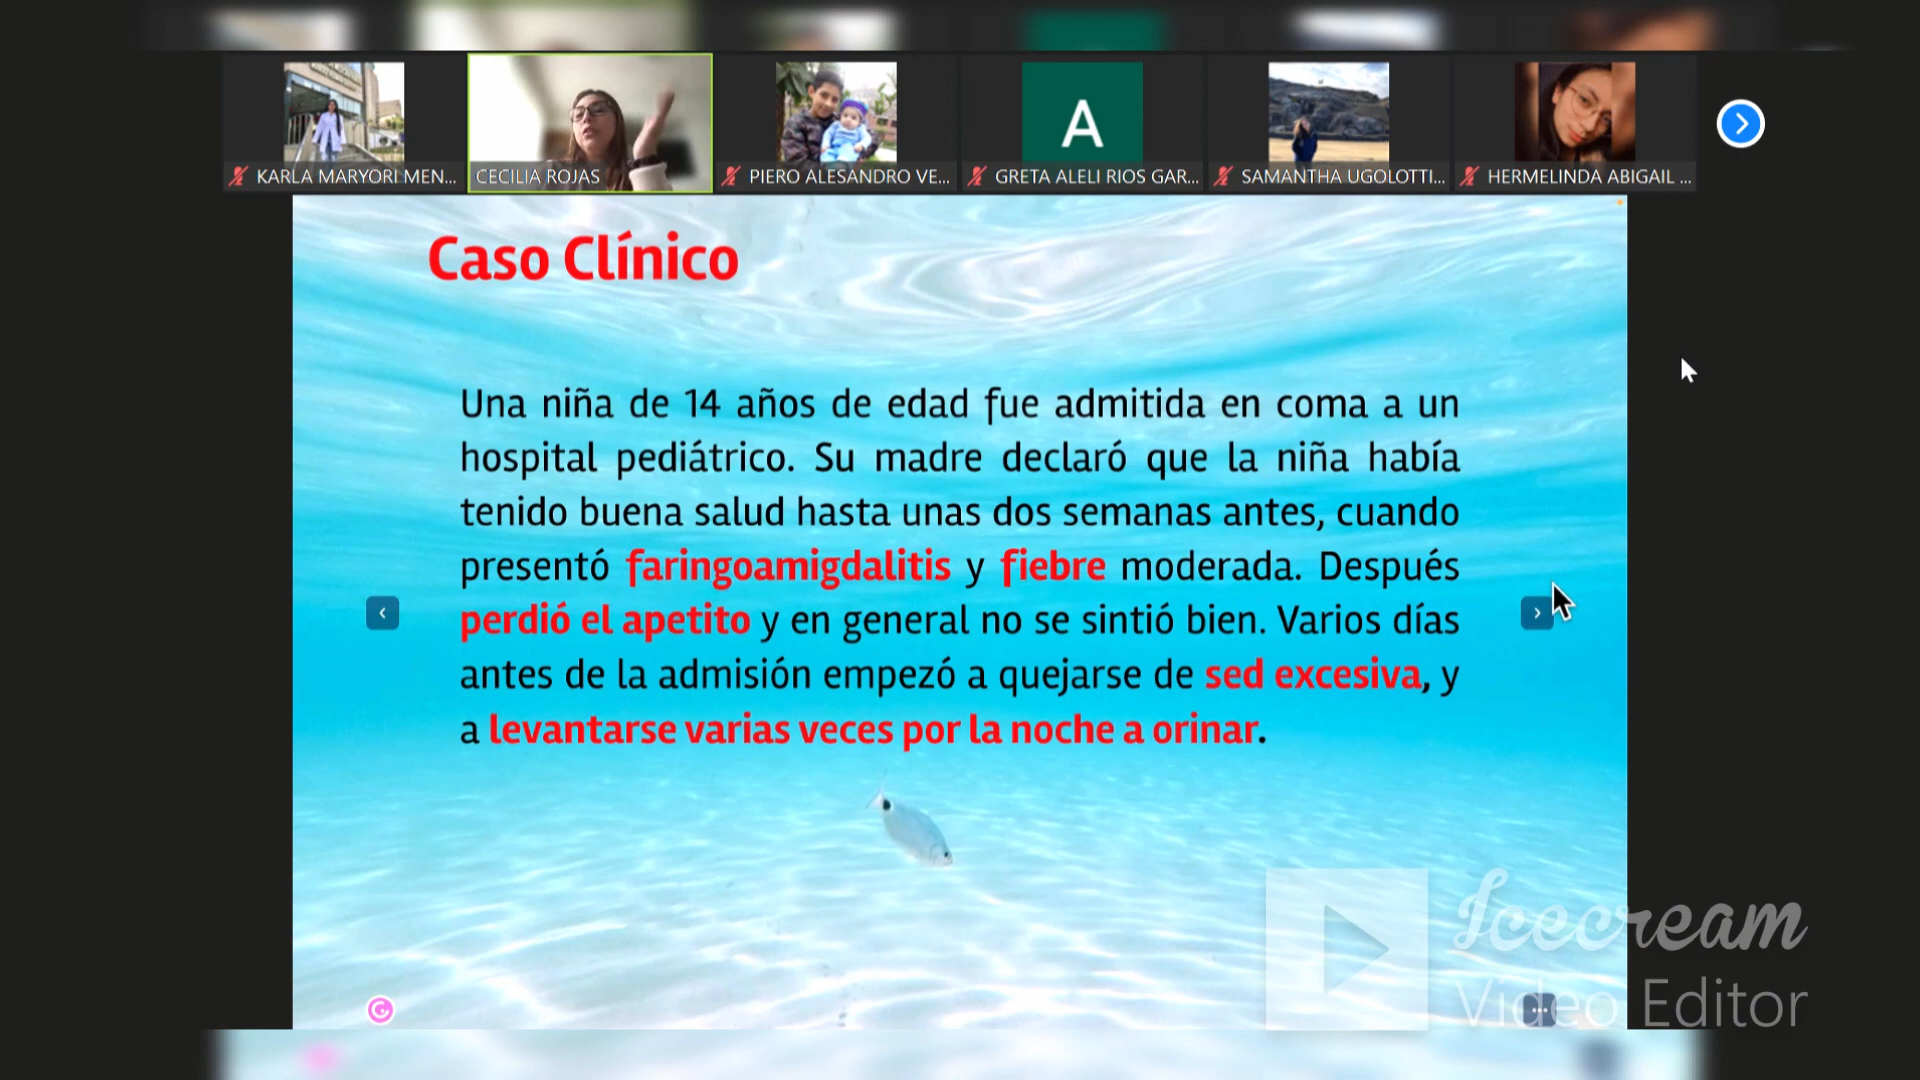 KARLA MARYORI MEN...
CECILIA ROJAS
PIERO ALESANDRO VE...
A
GRETA ALELI RIOS GAR...
SAMANTHA UGOLOTTI...
HERMELINDA ABIGAIL ...
Caso Clínico
Una niña de 14 años de edad fue admitida en coma a un
hospital pediátrico. Su madre declaró que la niña había
tenido buena salud hasta unas dos semanas antes, cuando
presentó faringoamigdalitis y fiebre moderada. Después
perdió el apetito y en general no se sintió bien. Varios días
antes de la admisión empezó a quejarse de sed excesiva, y
a levantarse varias veces por la noche a orinar.
Icecream
Video Editor